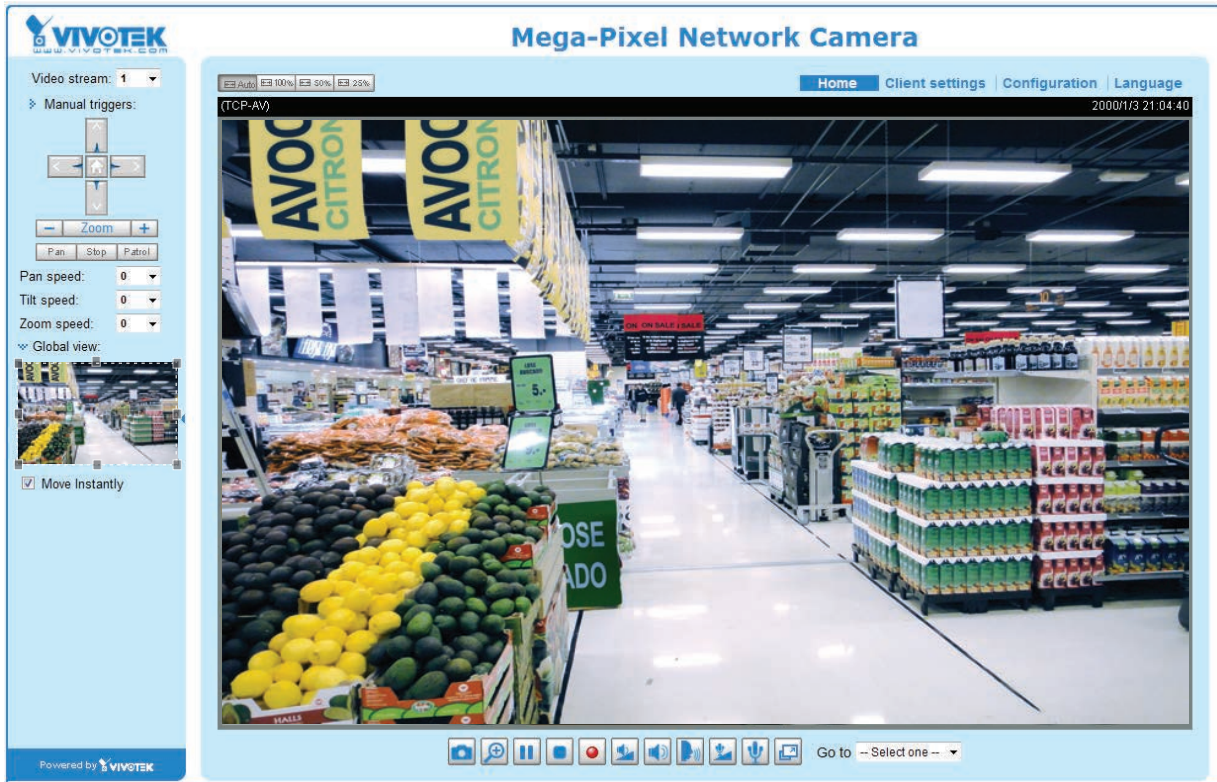 VIVOTEK
www.vivotek.com
Mega-Pixel Network Camera
Video stream: 1
Manual triggers:
Zoom
Pan Stop Patrol
Pan speed: 0
Tilt speed: 0
Zoom speed: 0
Global view:
Move Instantly
Powered by VIVOTEK
Auto 100% 50% 25%
Home Client settings Configuration Language
(TCP-AV) 2000/1/3 21:04:40
AVOC
CITRON
AVOC
CITRON
ON SALE
5.-
OSE
ADO
HALLS
Go to -- Select one --